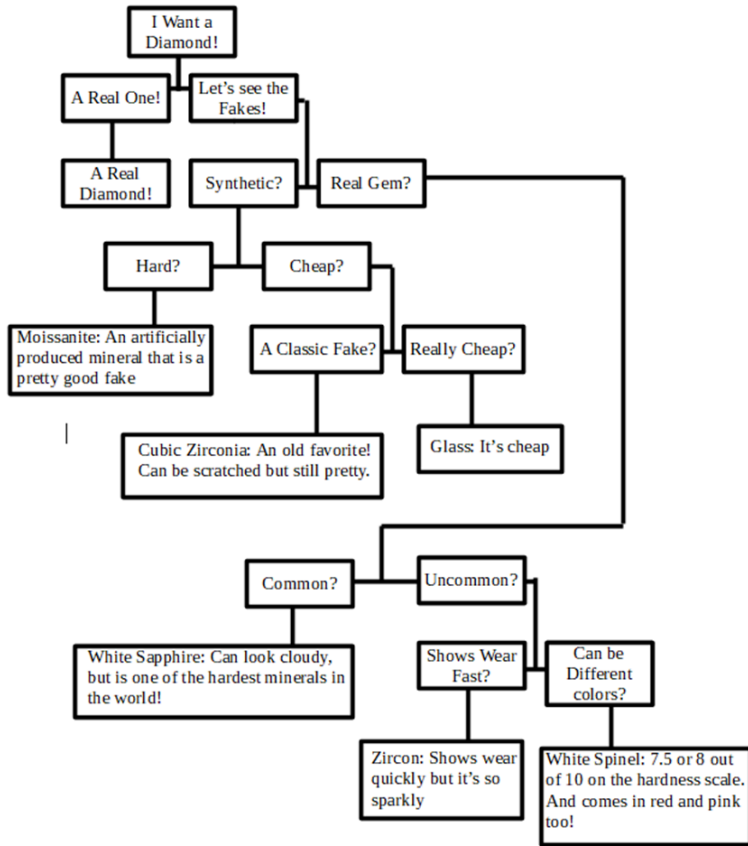 I Want a
Diamond!
A Real One!
Let's see the
Fakes!
A Real
Diamond!
Synthetic?
Real Gem?
Hard?
Cheap?
Moissanite: An artificially
produced mineral that is a
pretty good fake
A Classic Fake?
Really Cheap?
Cubic Zirconia: An old favorite!
Can be scratched but still pretty.
Glass: It's cheap
Common?
Uncommon?
White Sapphire: Can look cloudy,
but is one of the hardest minerals in
the world!
Shows Wear
Fast?
Can be
Different
colors?
Zircon: Shows wear
quickly but it's so
sparkly
White Spinel: 7.5 or 8 out
of 10 on the hardness scale.
And comes in red and pink
too!